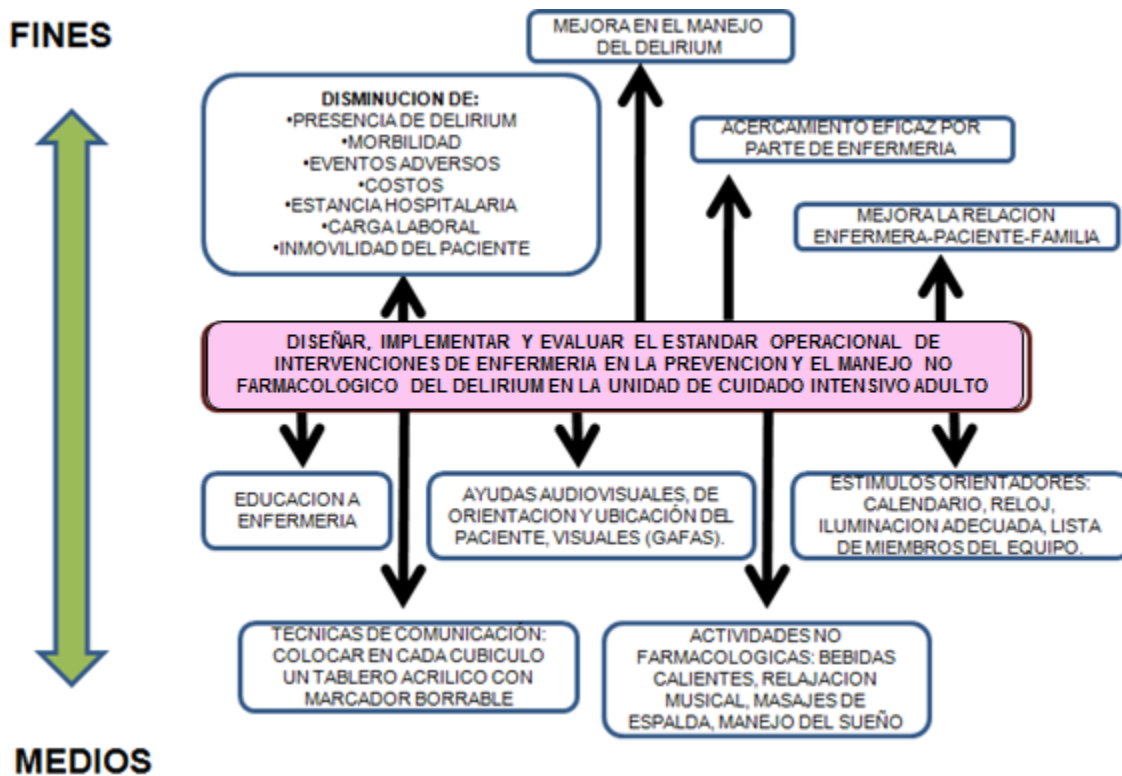 FINES
MEJORA EN EL MANEJO
DEL DELIRIUM
DISMINUCION DE:
•PRESENCIA DE DELIRIUM
•MORBILIDAD
•EVENTOS ADVERSOS
•COSTOS
•ESTANCIA HOSPITALARIA
•CARGA LABORAL
•INMOVILIDAD DEL PACIENTE
ACERCAMIENTO EFICAZ POR
PARTE DE ENFERMERIA
MEJORA LA RELACION
ENFERMERA-PACIENTE-FAMILIA
DISEÑAR, IMPLEMENTAR Y EVALUAR EL ESTANDAR OPERACIONAL DE
INTERVENCIONES DE ENFERMERIA EN LA PREVENCION Y EL MANEJO NO
FARMACOLOGICO DEL DELIRIUM EN LA UNIDAD DE CUIDADO INTENSIVO ADULTO
EDUCACION A
ENFERMERIA
AYUDAS AUDIOVISUALES, DE
ORIENTACION Y UBICACIÓN DEL
PACIENTE, VISUALES (GAFAS).
ESTIMULOS ORIENTADORES:
CALENDARIO, RELOJ,
ILUMINACION ADECUADA, LISTA
DE MIEMBROS DEL EQUIPO.
TECNICAS DE COMUNICACIÓN:
COLOCAR EN CADA CUBICULO
UN TABLERO ACRILICO CON
MARCADOR BORRABLE
ACTIVIDADES NO
FARMACOLOGICAS: BEBIDAS
CALIENTES, RELAJACION
MUSICAL, MASAJES DE
ESPALDA, MANEJO DEL SUEÑO
MEDIOS